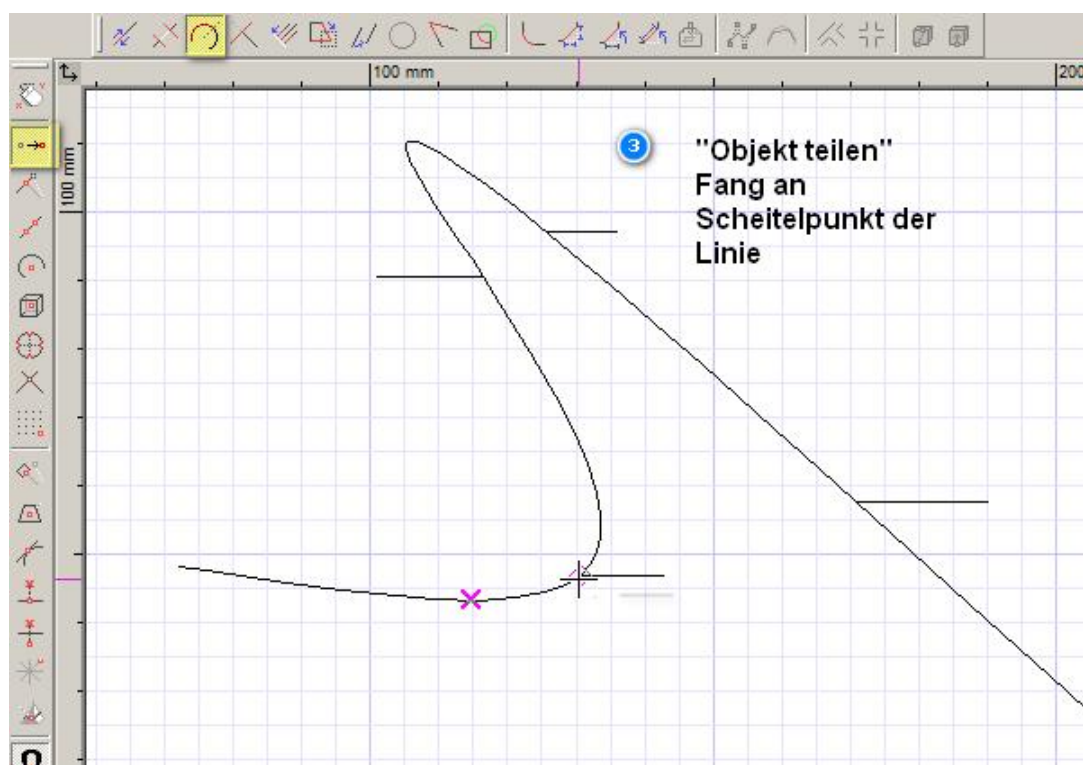 100 mm
200
100 mm
3
"Objekt teilen"
Fang an
Scheitelpunkt der
Linie